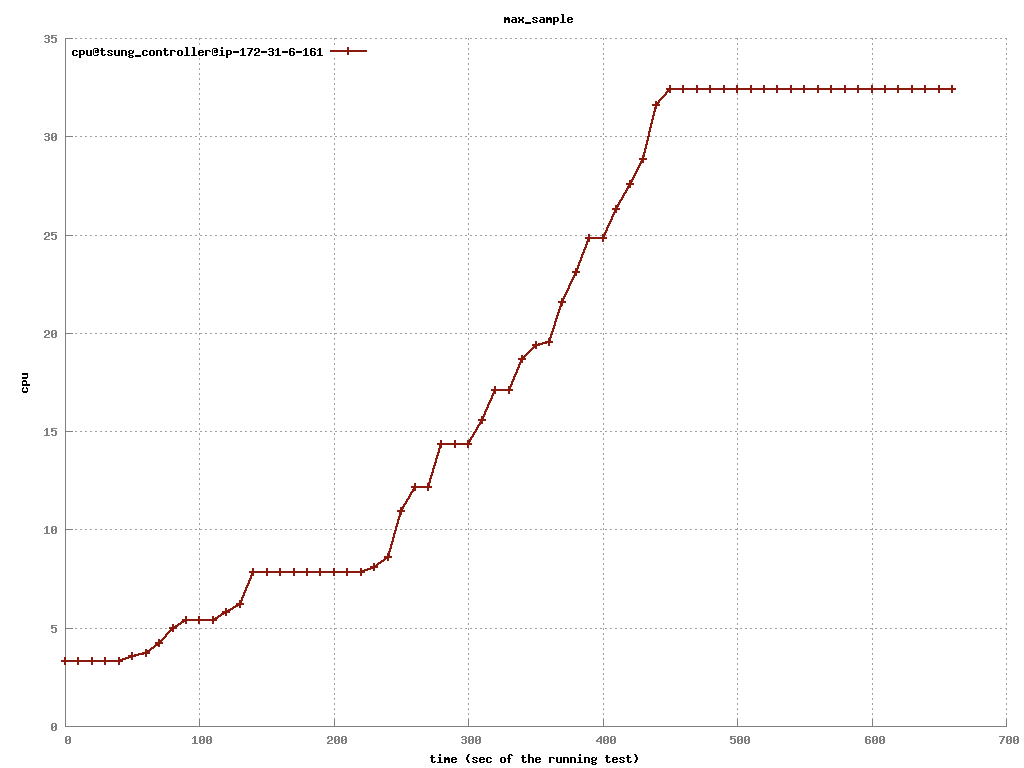 max_sample
35
cpu@tsung_controller@ip-172-31-6-161
30
25
20
cpu
15
10
5
0
0 100 200 300 400 500 600 700
time (sec of the running test)